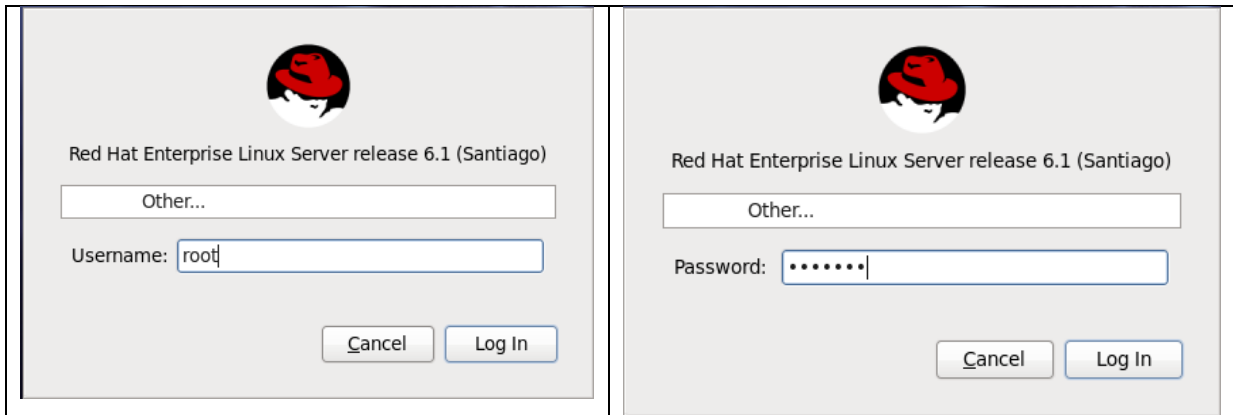 Red Hat Enterprise Linux Server release 6.1 (Santiago)
Other...
Username: root
Cancel Log In
Red Hat Enterprise Linux Server release 6.1 (Santiago)
Other...
Password: •••••••
Cancel Log In